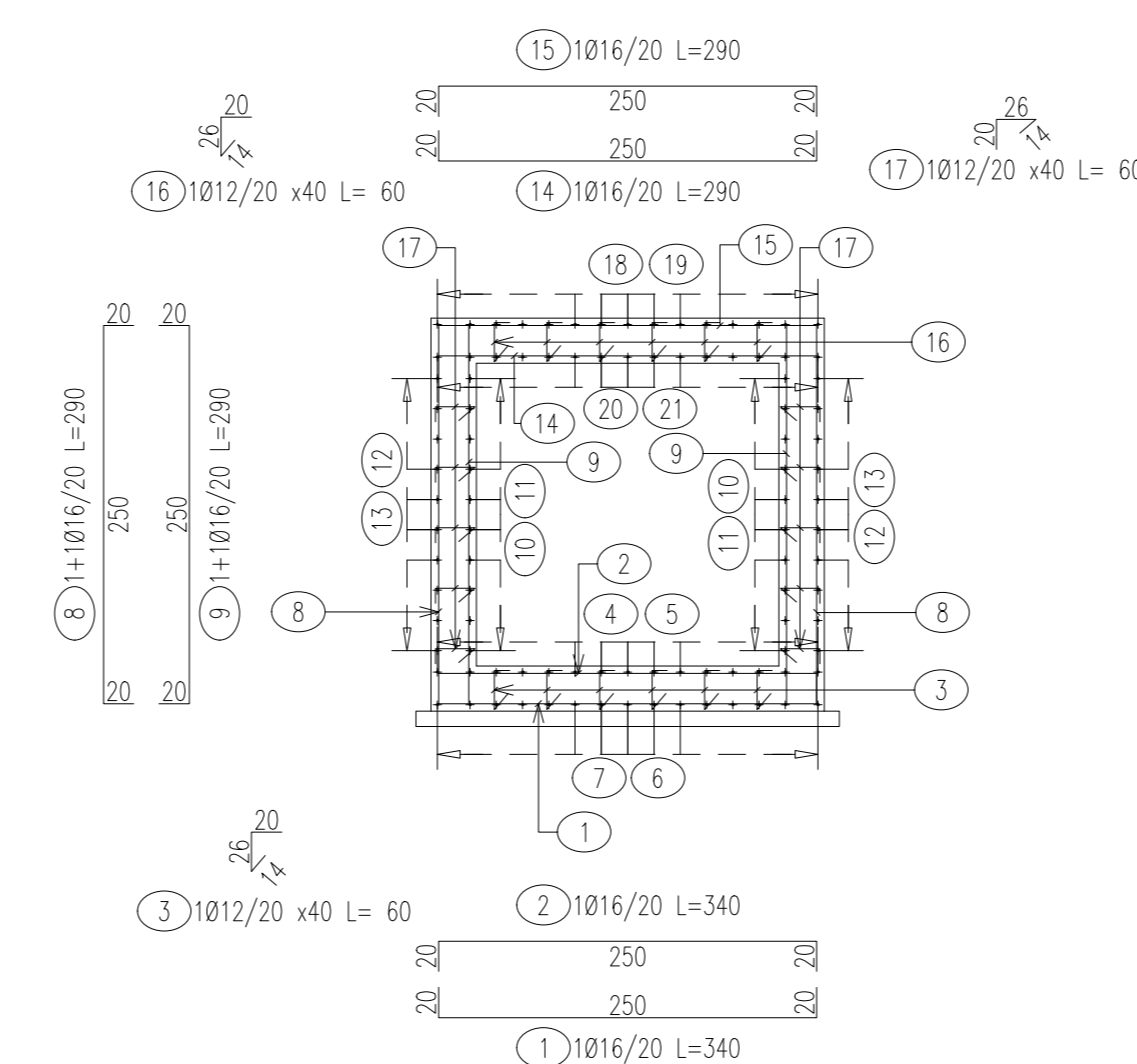 15 1Ø16/20 L=290
20 250 20
20 250 20
14 1Ø16/20 L=290
20
26
14
16 1Ø12/20 x40 L= 60
26
20
14
17 1Ø12/20 x40 L= 60
17 18 19 15 17
16
20 21
14
9 9
12 11 10 13
13 10 11 12
2
8 4 5 8
3
7 6
1
20 20
8 1+1Ø16/20 L=290
250
250
9 1+1Ø16/20 L=290
20 20
20
26
14
3 1Ø12/20 x40 L= 60
2 1Ø16/20 L=340
20 250 20
20 250 20
1 1Ø16/20 L=340